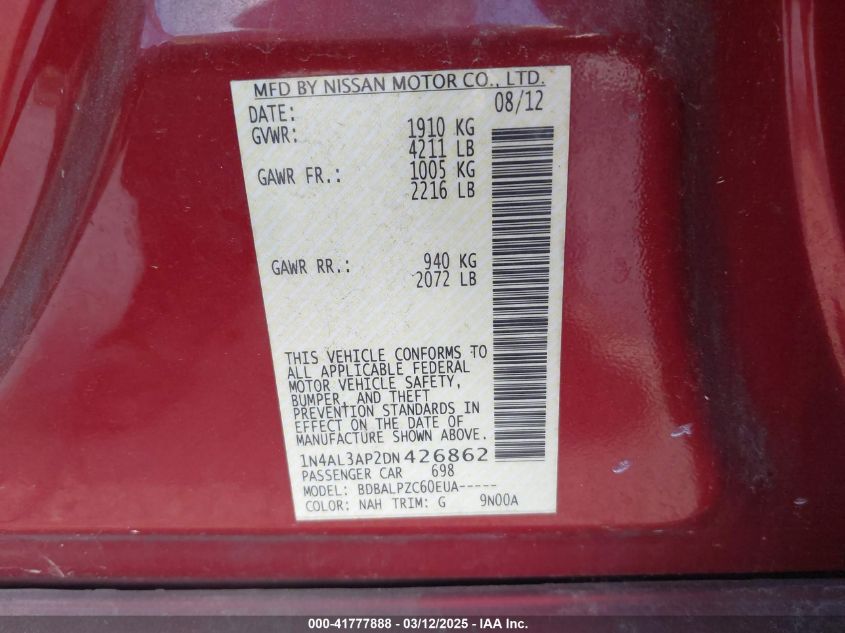 MFD BY NISSAN MOTOR CO., LTD.
DATE: 08/12
GVWR: 1910 KG
4211 LB
GAWR FR.: 1005 KG
2216 LB
GAWR RR.: 940 KG
2072 LB
THIS VEHICLE CONFORMS TO
ALL APPLICABLE FEDERAL
MOTOR VEHICLE SAFETY,
BUMPER, AND THEFT
PREVENTION STANDARDS IN
EFFECT ON THE DATE OF
MANUFACTURE SHOWN ABOVE.
1N4AL3AP2DN426862
PASSENGER CAR 698
MODEL: BDBALPZC60EUA-----
COLOR: NAH TRIM: G 9N00A
000-41777888 - 03/12/2025 - IAA Inc.